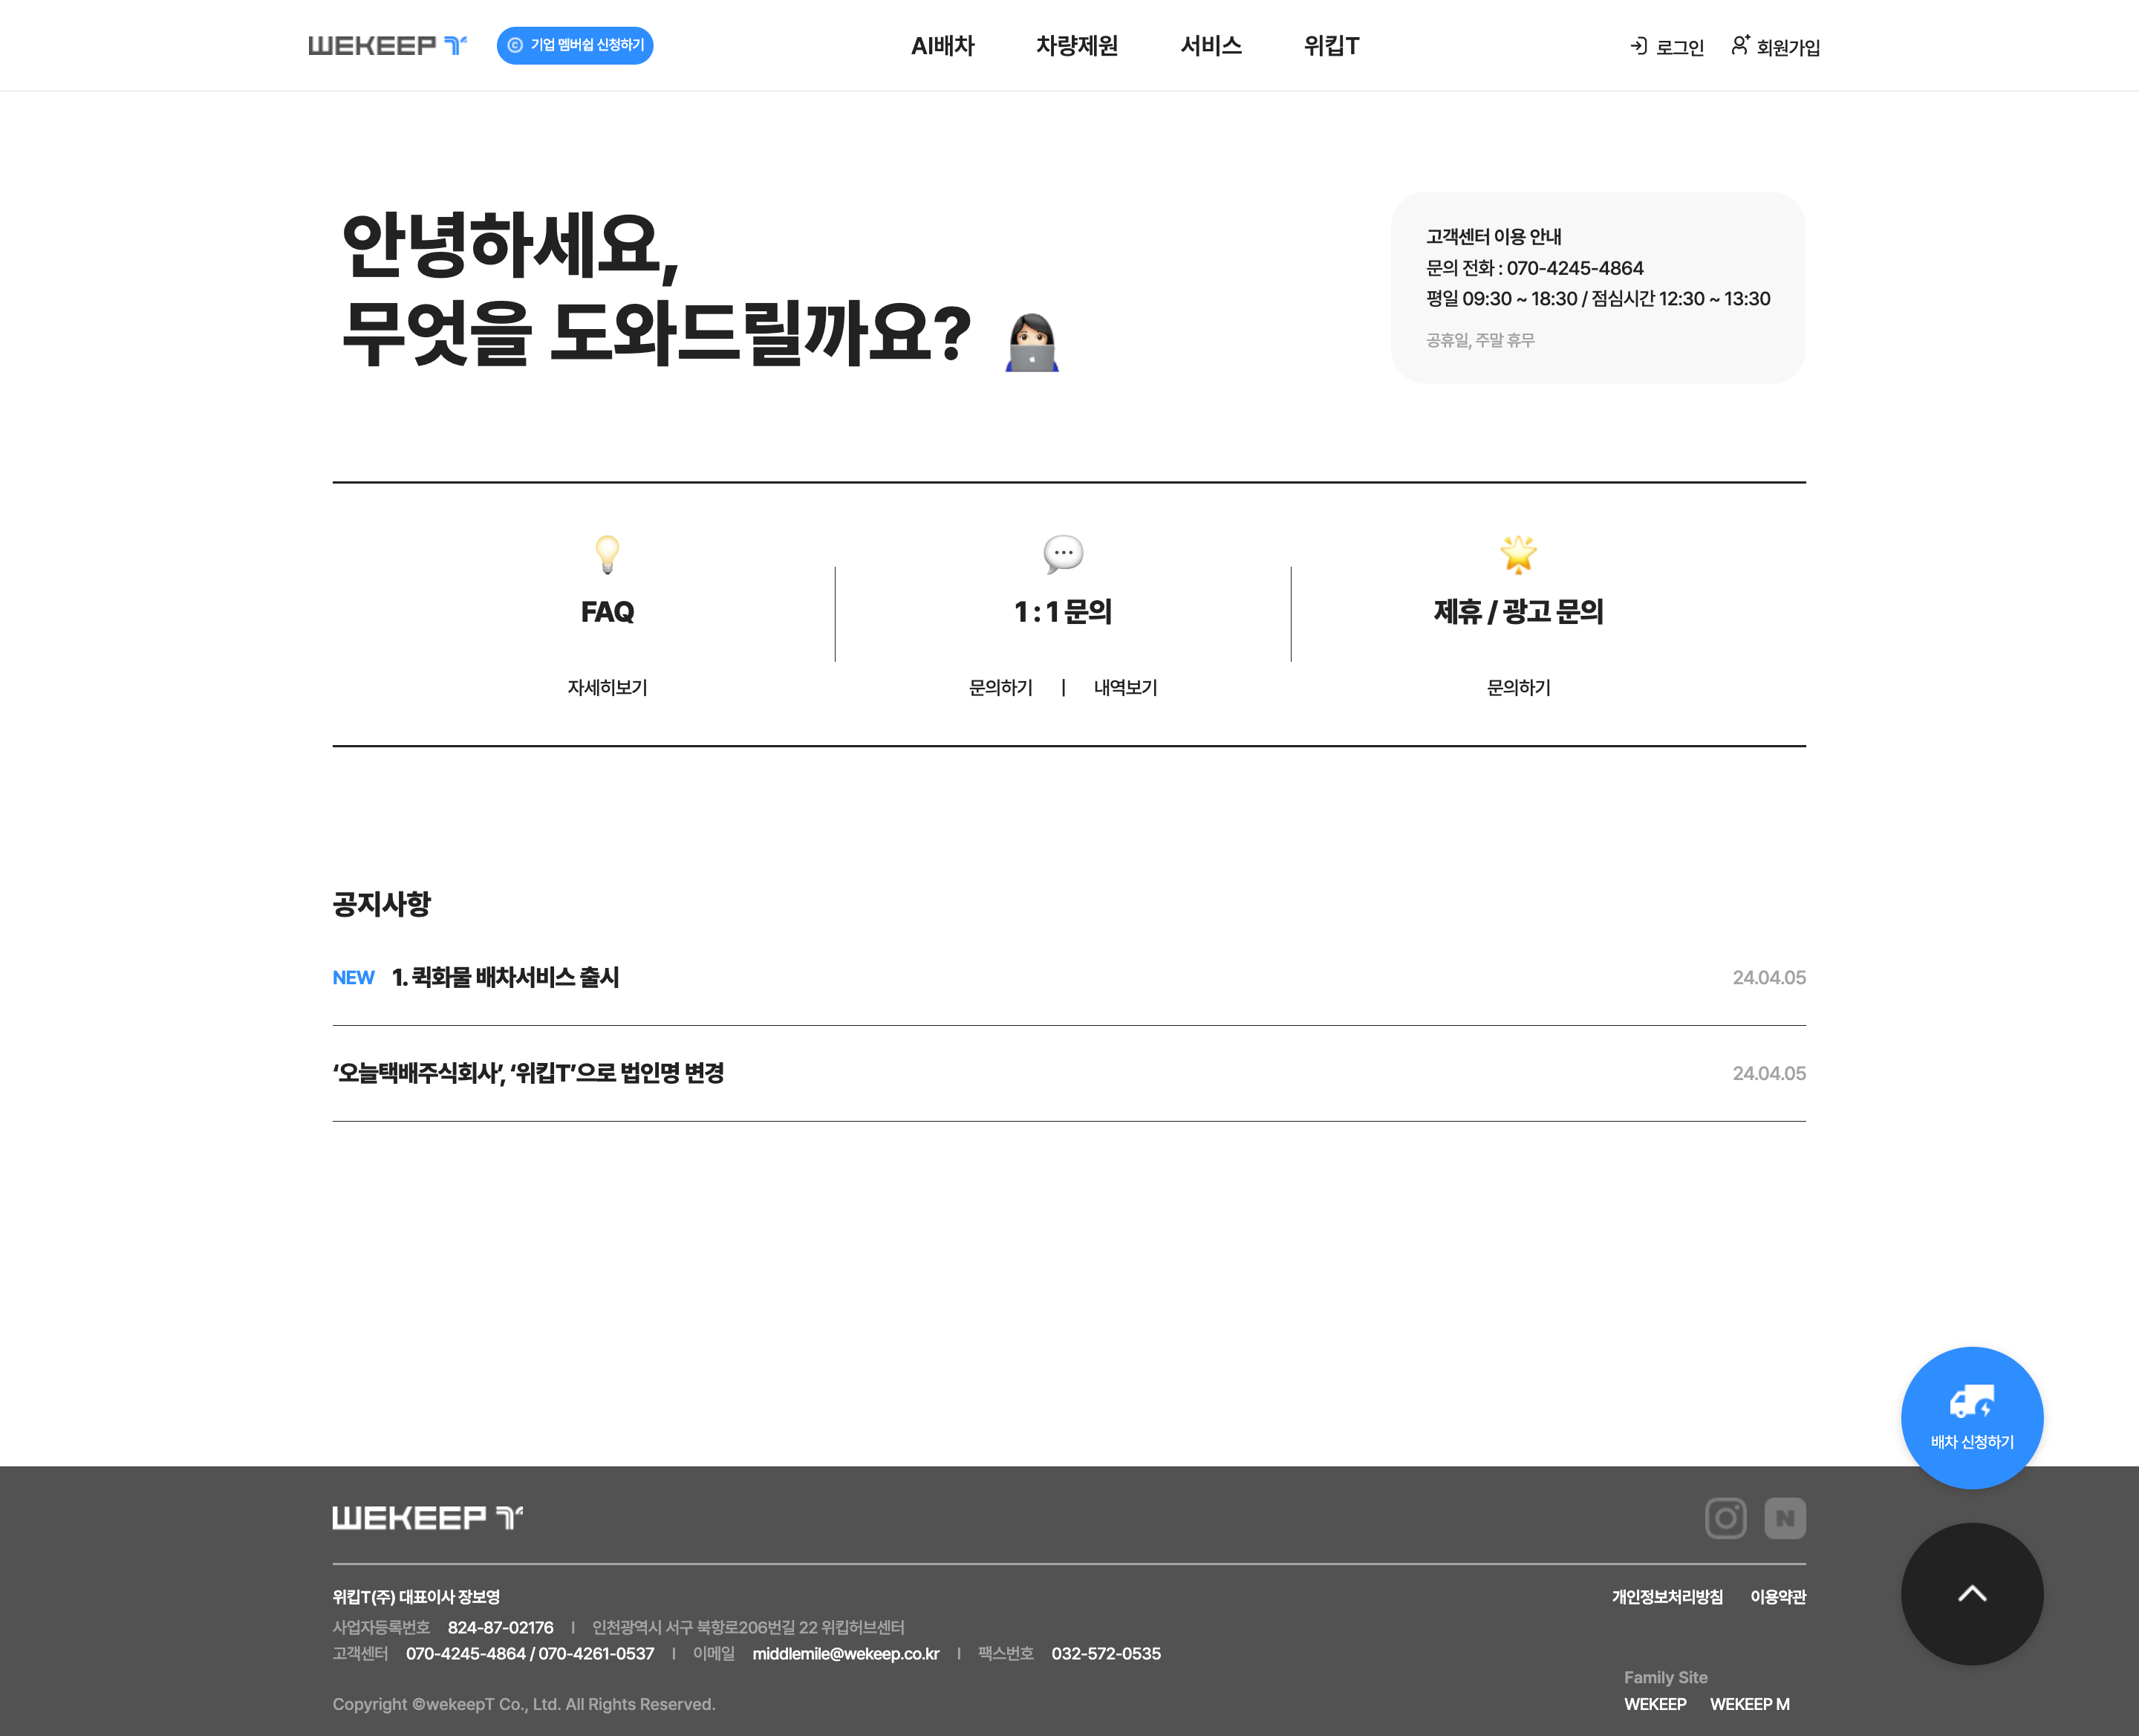 WEKEEP T
기업 멤버쉽 신청하기
AI배차
차량제원
서비스
위킵T
로그인
회원가입
안녕하세요,
무엇을 도와드릴까요?
고객센터 이용 안내
문의 전화 : 070-4245-4864
평일 09:30 ~ 18:30 / 점심시간 12:30 ~ 13:30
공휴일, 주말 휴무
FAQ
자세히보기
1 : 1 문의
문의하기 | 내역보기
제휴 / 광고 문의
문의하기
공지사항
NEW 1. 퀵화물 배차서비스 출시 24.04.05
‘오늘택배주식회사’, ‘위킵T’으로 법인명 변경 24.04.05
배차 신청하기
WEKEEP T
N
위킵T(주) 대표이사 장보영
사업자등록번호 824-87-02176 | 인천광역시 서구 북항로206번길 22 위킵허브센터
고객센터 070-4245-4864 / 070-4261-0537 | 이메일 middlemile@wekeep.co.kr | 팩스번호 032-572-0535
Copyright ©wekeepT Co., Ltd. All Rights Reserved.
개인정보처리방침 이용약관
Family Site
WEKEEP WEKEEP M